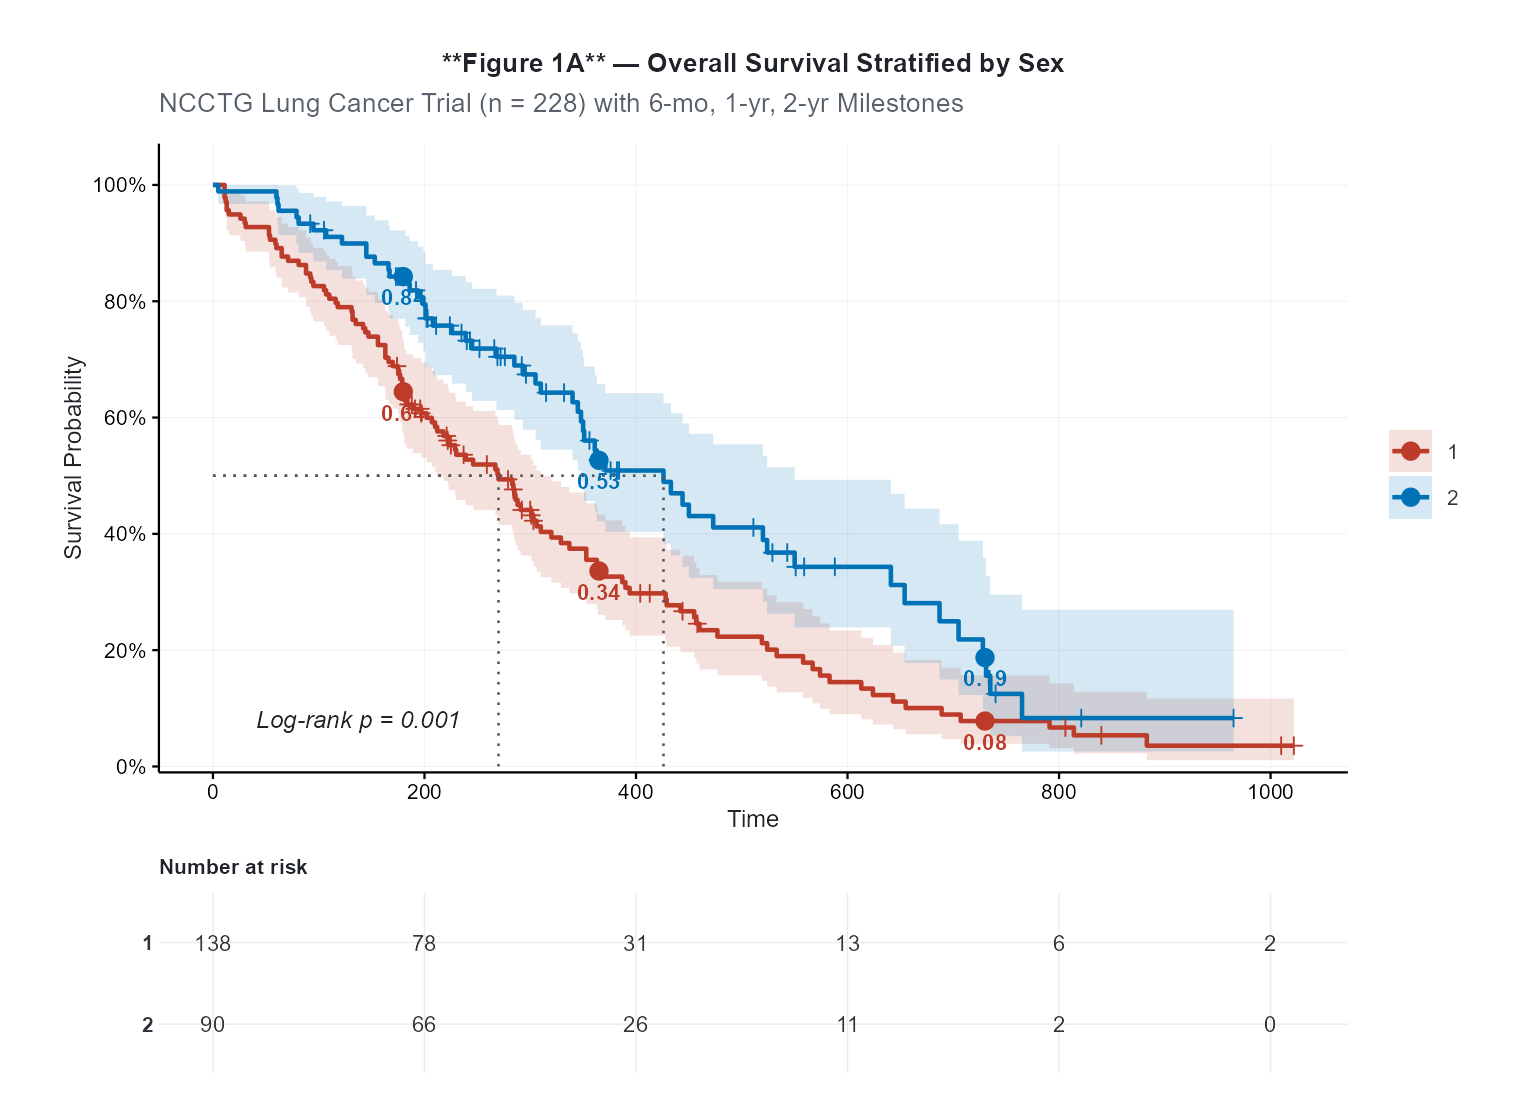 **Figure 1A** — Overall Survival Stratified by Sex
NCCTG Lung Cancer Trial (n = 228) with 6-mo, 1-yr, 2-yr Milestones
Survival Probability
100%
80%
60%
40%
20%
0%
0.53
0.34
0.19
0.08
Log-rank p = 0.001
1
2
0 200 400 600 800 1000
Time
Number at risk
1 138 78 31 13 6 2
2 90 66 26 11 2 0